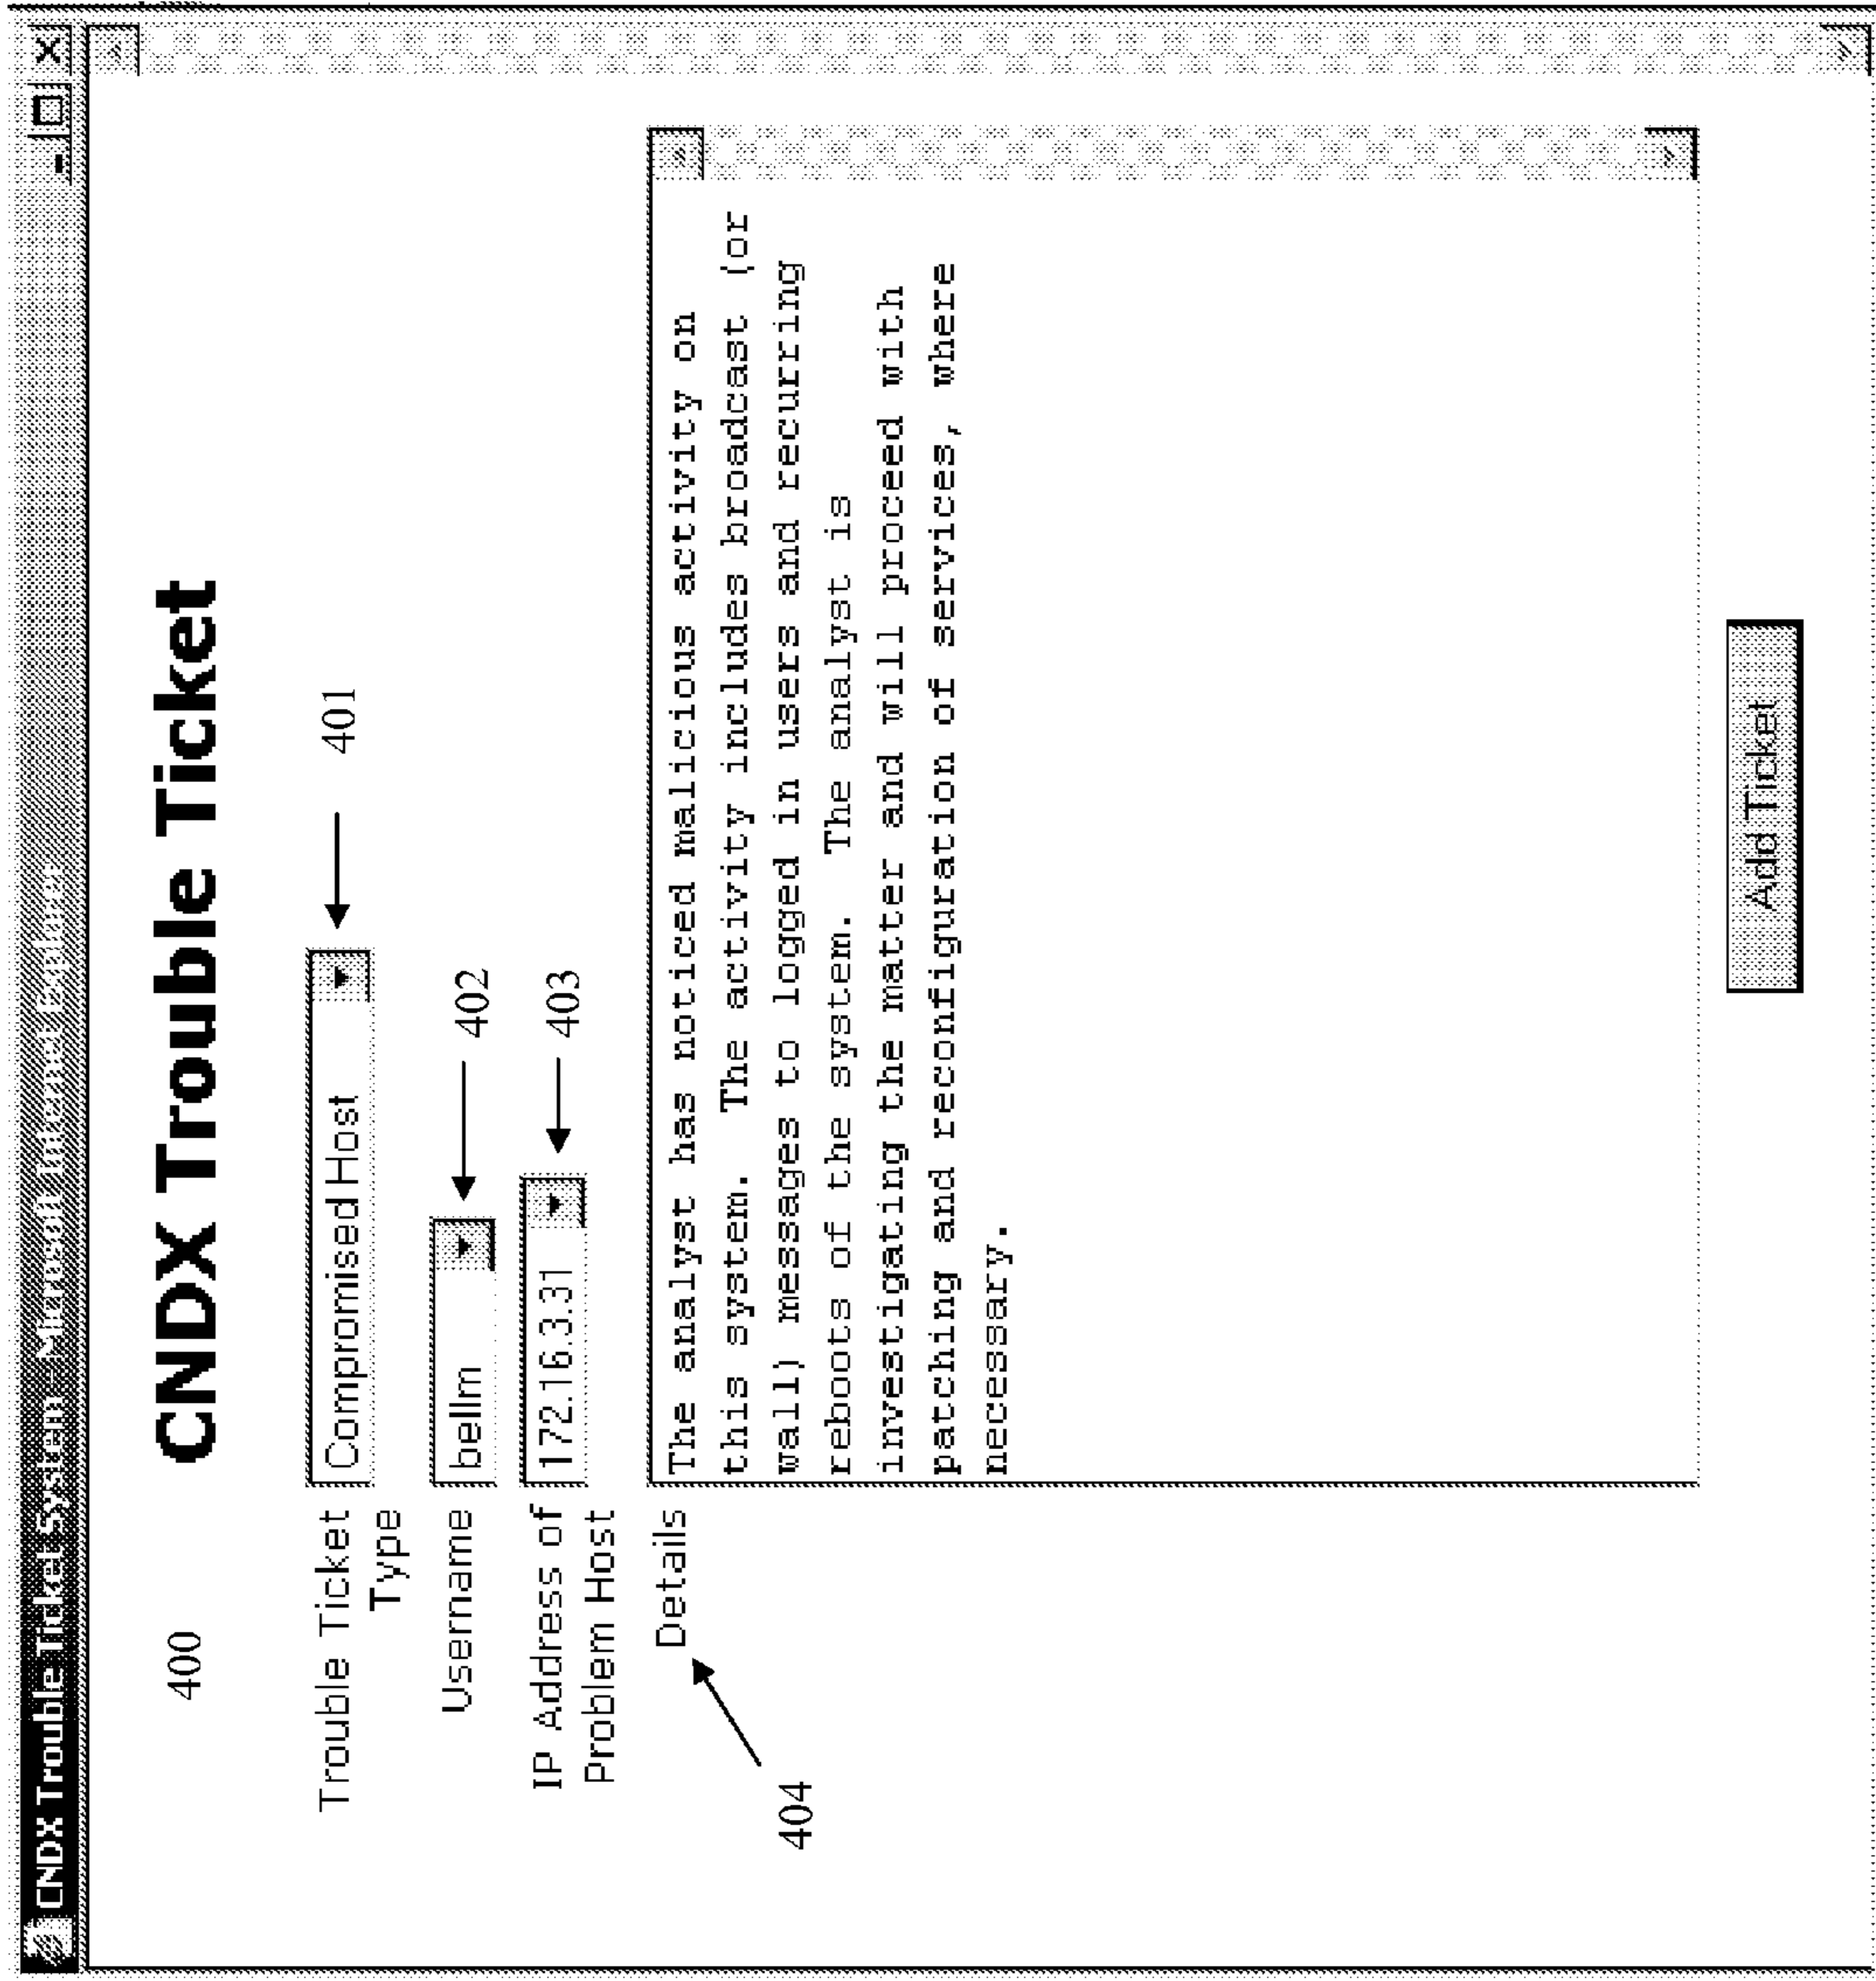 CNDX Trouble Ticket System - Microsoft Internet Explorer
400
CNDX Trouble Ticket
Trouble Ticket
Type
Compromised Host
401
Username
bellm
402
IP Address of
Problem Host
172.16.3.31
403
Details
404
The analyst has noticed malicious activity on
this system.  The activity includes broadcast (or
wall) messages to logged in users and recurring
reboots of the system.  The analyst is
investigating the matter and will proceed with
patching and reconfiguration of services, where
necessary.
Add Ticket